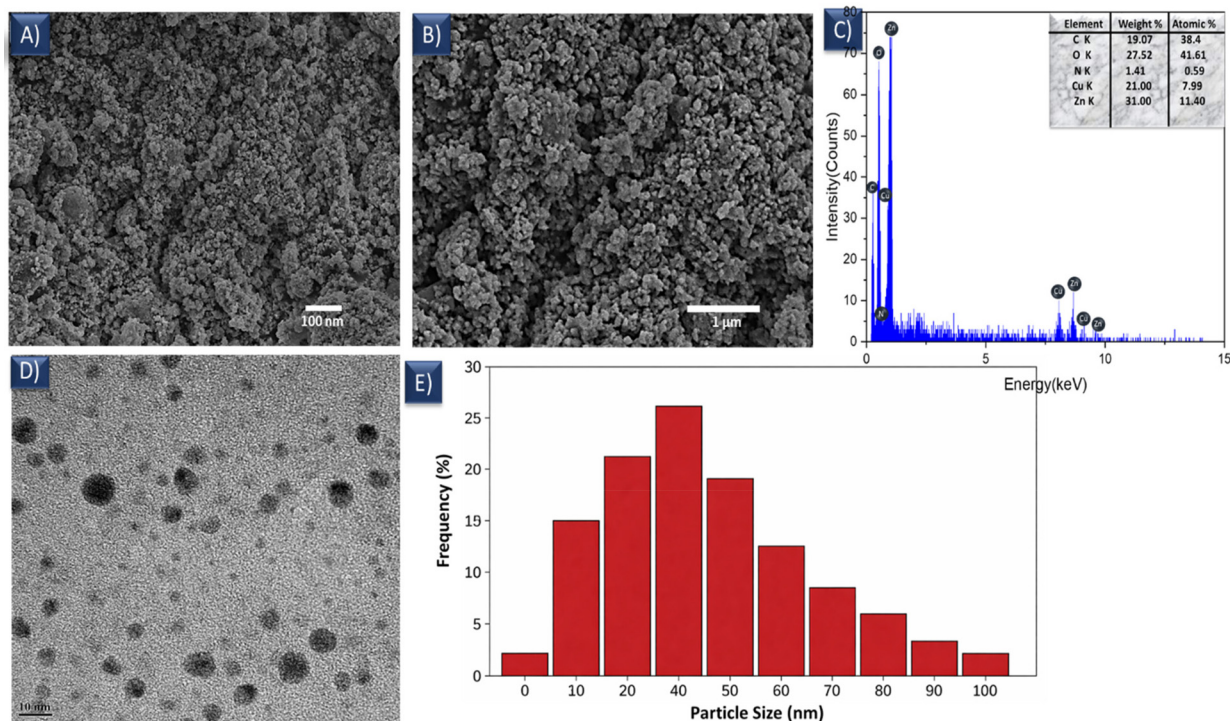 A)
100 nm
B)
1 μm
C)
Intensity(Counts)
80
70
60
50
40
30
20
10
0
C
O
N
Cu
Zn
Cu
Zn
Cu
Zn
0
5
10
15
Energy(keV)
Element Weight % Atomic %
C K 19.07 38.4
O K 27.52 41.61
N K 1.41 0.59
Cu K 21.00 7.99
Zn K 31.00 11.40
D)
10 nm
E)
Frequency (%)
30
25
20
15
10
5
0
0 10 20 40 50 60 70 80 90 100
Particle Size (nm)